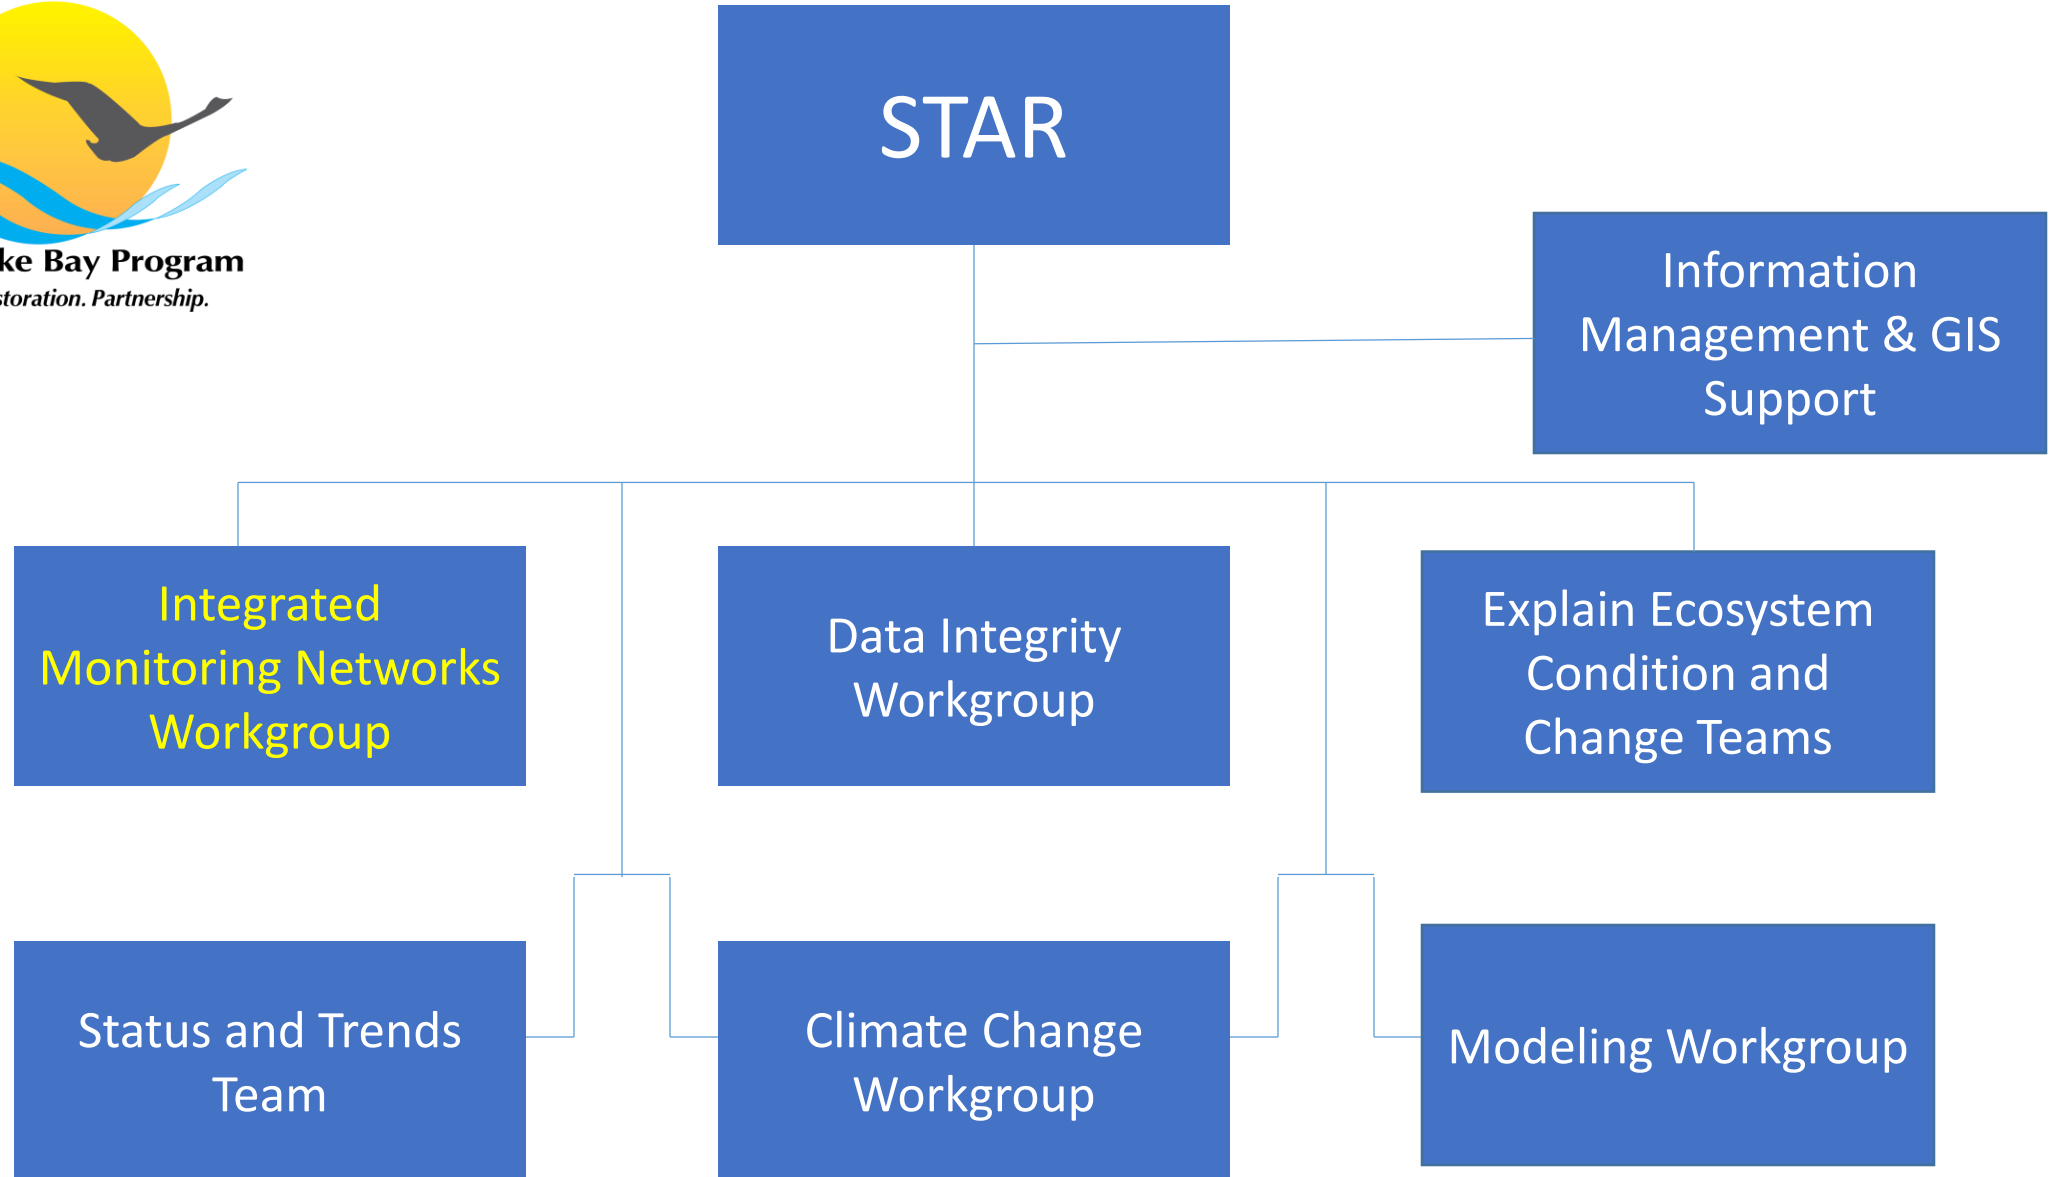 STAR
ke Bay Program
storation. Partnership.
Information
Management & GIS
Support
Integrated
Monitoring Networks
Workgroup
Data Integrity
Workgroup
Explain Ecosystem
Condition and
Change Teams
Status and Trends
Team
Climate Change
Workgroup
Modeling Workgroup